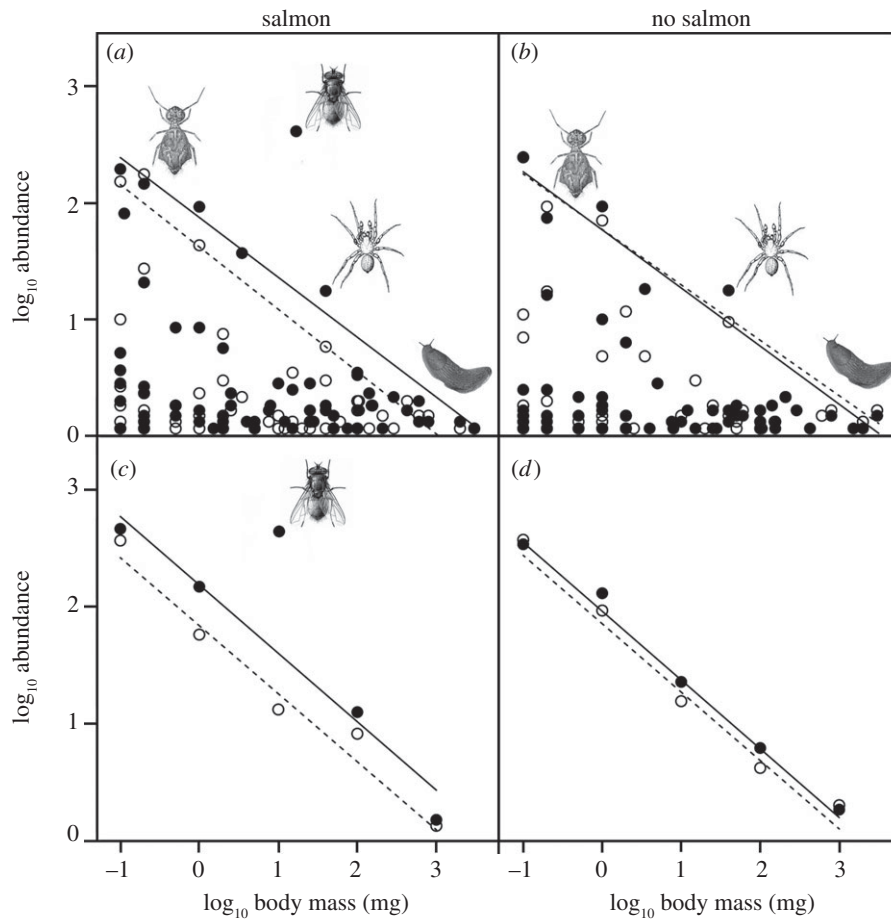 salmon no salmon
(a) (b)
3
2
1
0
log10 abundance
(c) (d)
3
2
1
0
log10 abundance
–1 0 1 2 3 –1 0 1 2 3
log10 body mass (mg) log10 body mass (mg)